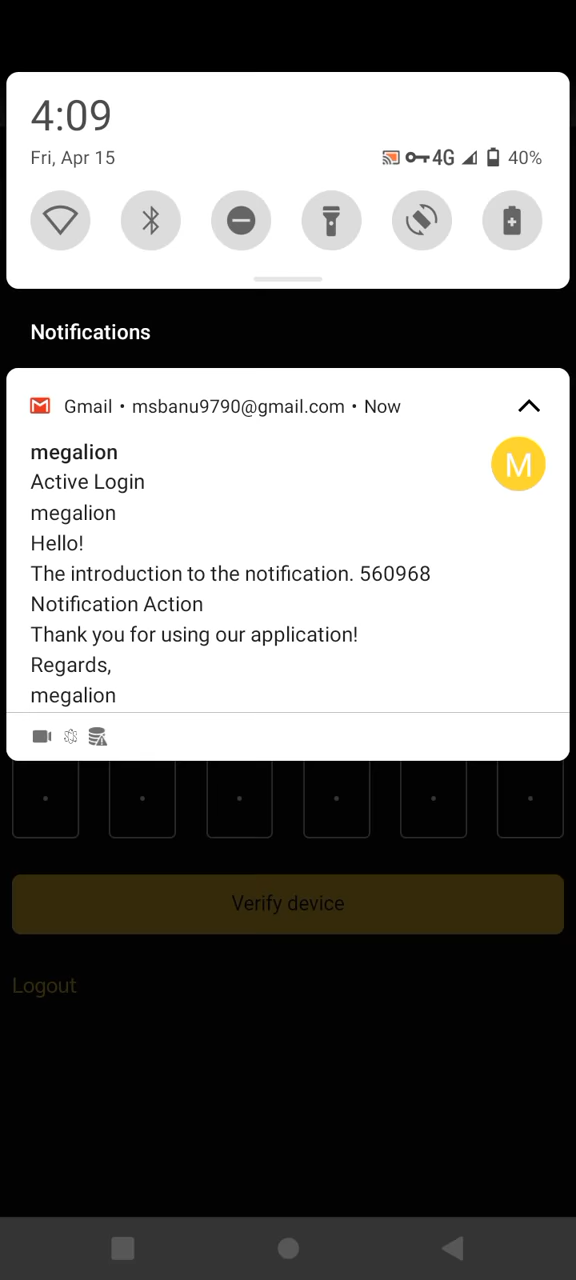 4:09
Fri, Apr 15
4G
40%
Notifications
Gmail • msbanu9790@gmail.com • Now
megalion
M
Active Login
megalion
Hello!
The introduction to the notification. 560968
Notification Action
Thank you for using our application!
Regards,
megalion
Verify device
Logout